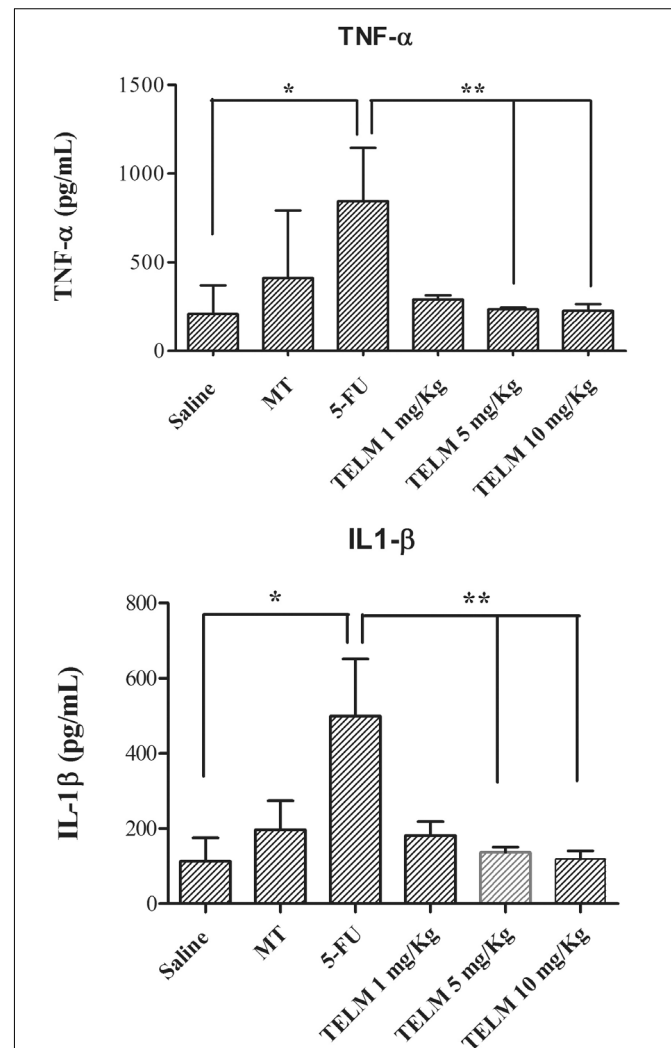 TNF-α
* **
1500
1000
500
0
TNF-α (pg/mL)
Saline
MT
5-FU
TELM 1 mg/Kg
TELM 5 mg/Kg
TELM 10 mg/Kg
IL1-β
* **
800
600
400
200
0
IL-1β (pg/mL)
Saline
MT
5-FU
TELM 1 mg/Kg
TELM 5 mg/Kg
TELM 10 mg/Kg